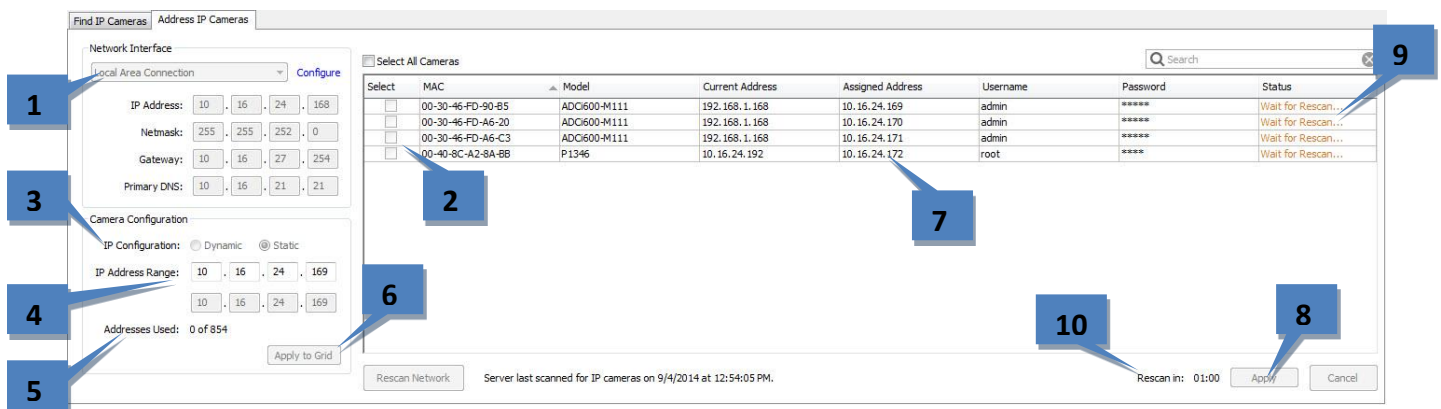 Find IP Cameras Address IP Cameras
Network Interface
Local Area Connection Configure
IP Address: 10 . 16 . 24 . 168
Netmask: 255 . 255 . 252 . 0
Gateway: 10 . 16 . 27 . 254
Primary DNS: 10 . 16 . 21 . 21
Camera Configuration
IP Configuration: Dynamic Static
IP Address Range: 10 . 16 . 24 . 169
10 . 16 . 24 . 169
Addresses Used: 0 of 854
Apply to Grid
1
3
4
5
6
Select All Cameras Search
Select MAC Model Current Address Assigned Address Username Password Status
00-30-46-FD-90-B5 ADCi600-M111 192.168.1.168 10.16.24.169 admin ***** Wait for Rescan...
00-30-46-FD-A6-20 ADCi600-M111 192.168.1.168 10.16.24.170 admin ***** Wait for Rescan...
00-30-46-FD-A6-C3 ADCi600-M111 192.168.1.168 10.16.24.171 admin ***** Wait for Rescan...
00-40-8C-A2-8A-BB P1346 10.16.24.192 10.16.24.172 root **** Wait for Rescan...
9
2
7
10
8
Rescan Network Server last scanned for IP cameras on 9/4/2014 at 12:54:05 PM. Rescan in: 01:00 Apply Cancel